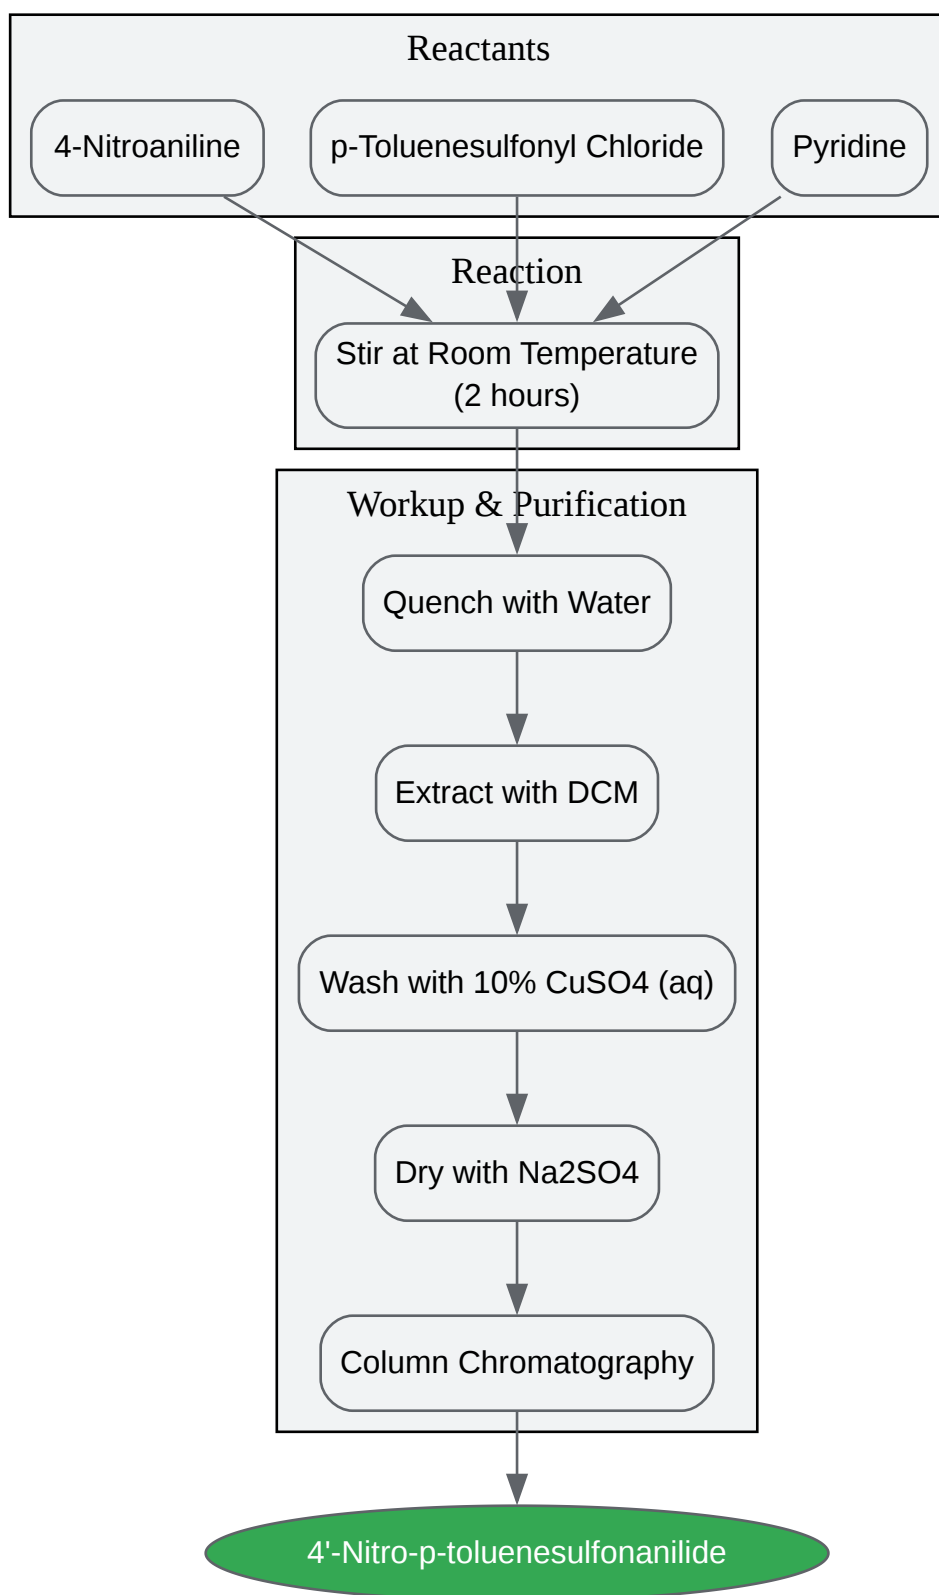 Reactants
4-Nitroaniline
p-Toluenesulfonyl Chloride
Pyridine
Reaction
Stir at Room Temperature
(2 hours)
Workup & Purification
Quench with Water
Extract with DCM
Wash with 10% CuSO4 (aq)
Dry with Na2SO4
Column Chromatography
4'-Nitro-p-toluenesulfonanilide